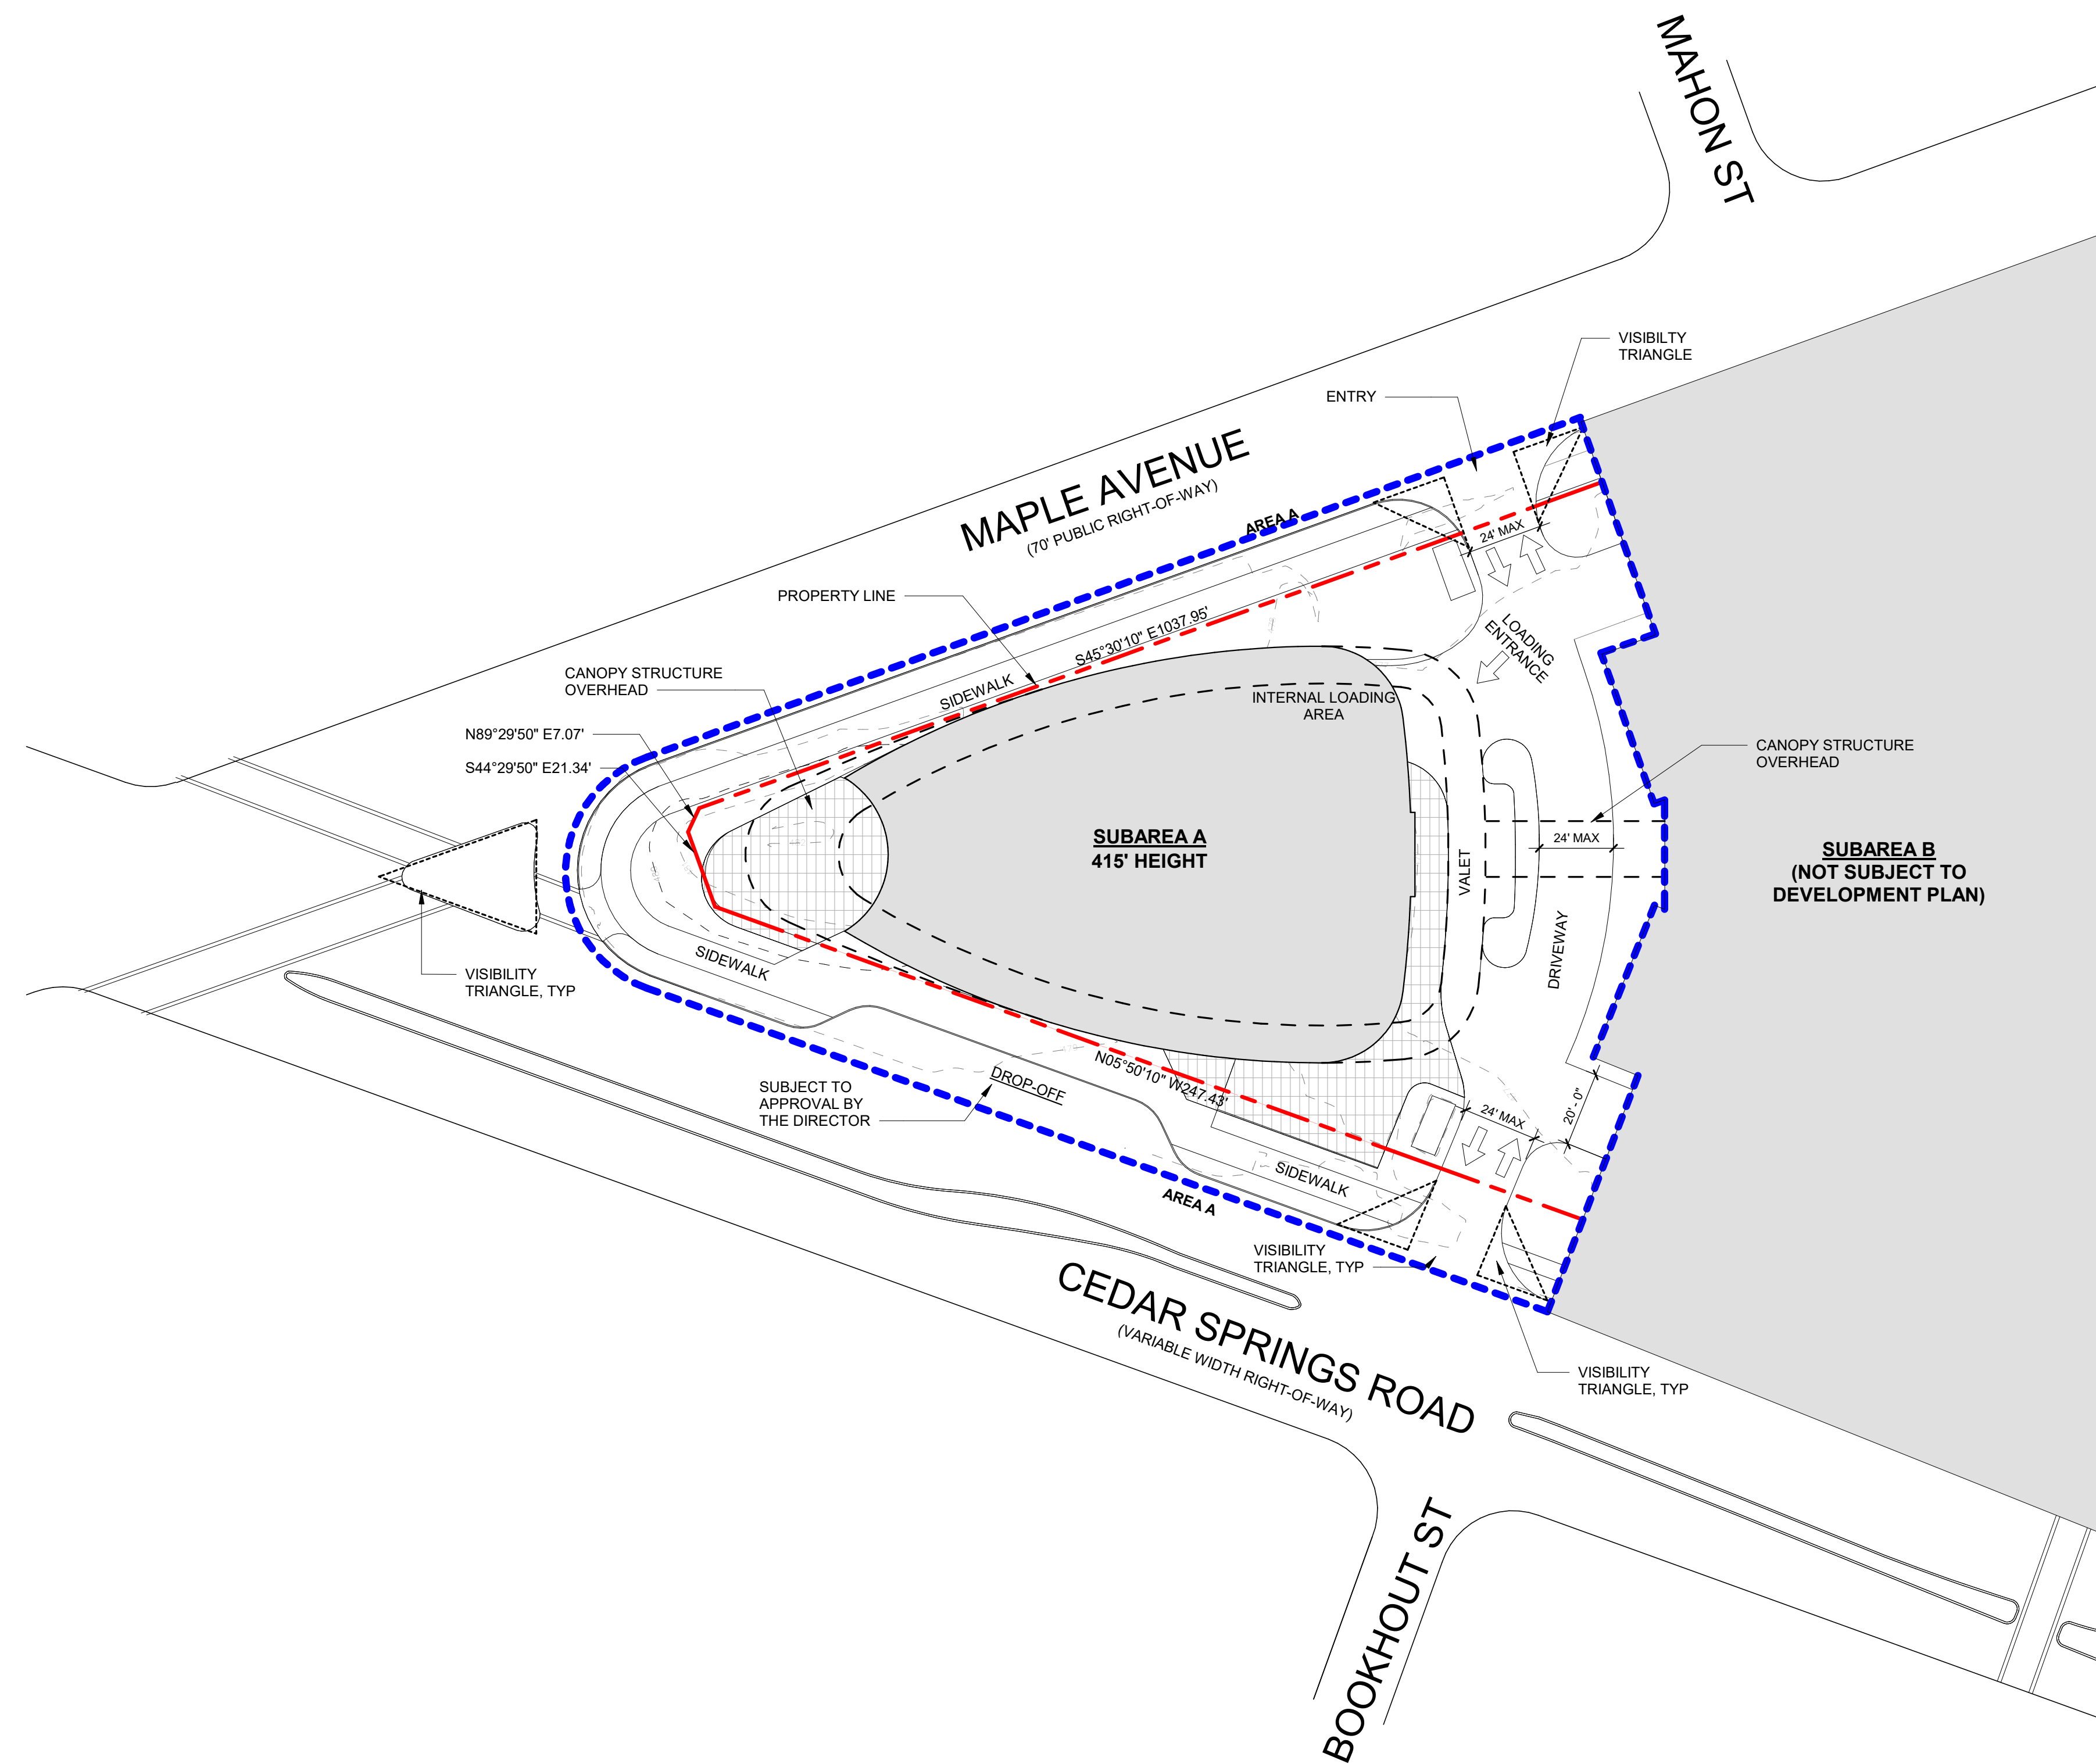 MAHON ST
VISIBILTY
TRIANGLE
ENTRY
MAPLE AVENUE
(70' PUBLIC RIGHT-OF-WAY)
AREA A
24' MAX
PROPERTY LINE
S45°30'10" E1037.95'
LOADING
ENTRANCE
CANOPY STRUCTURE
OVERHEAD
SIDEWALK
INTERNAL LOADING
AREA
N89°29'50" E7.07'
S44°29'50" E21.34'
CANOPY STRUCTURE
OVERHEAD
SUBAREA A
415' HEIGHT
VALET
24' MAX
SUBAREA B
(NOT SUBJECT TO
DEVELOPMENT PLAN)
DRIVEWAY
SIDEWALK
VISIBILITY
TRIANGLE, TYP
N05°50'10" W247.43'
DROP-OFF
SUBJECT TO
APPROVAL BY
THE DIRECTOR
24' MAX
20' - 0"
SIDEWALK
AREA A
VISIBILITY
TRIANGLE, TYP
CEDAR SPRINGS ROAD
(VARIABLE WIDTH RIGHT-OF-WAY)
VISIBILITY
TRIANGLE, TYP
BOOKHOUT ST